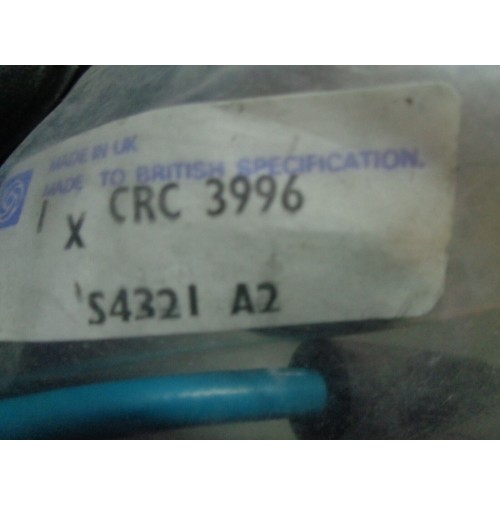 MADE IN UK
MADE TO BRITISH SPECIFICATION.
1 X CRC 3996
S4321 A2